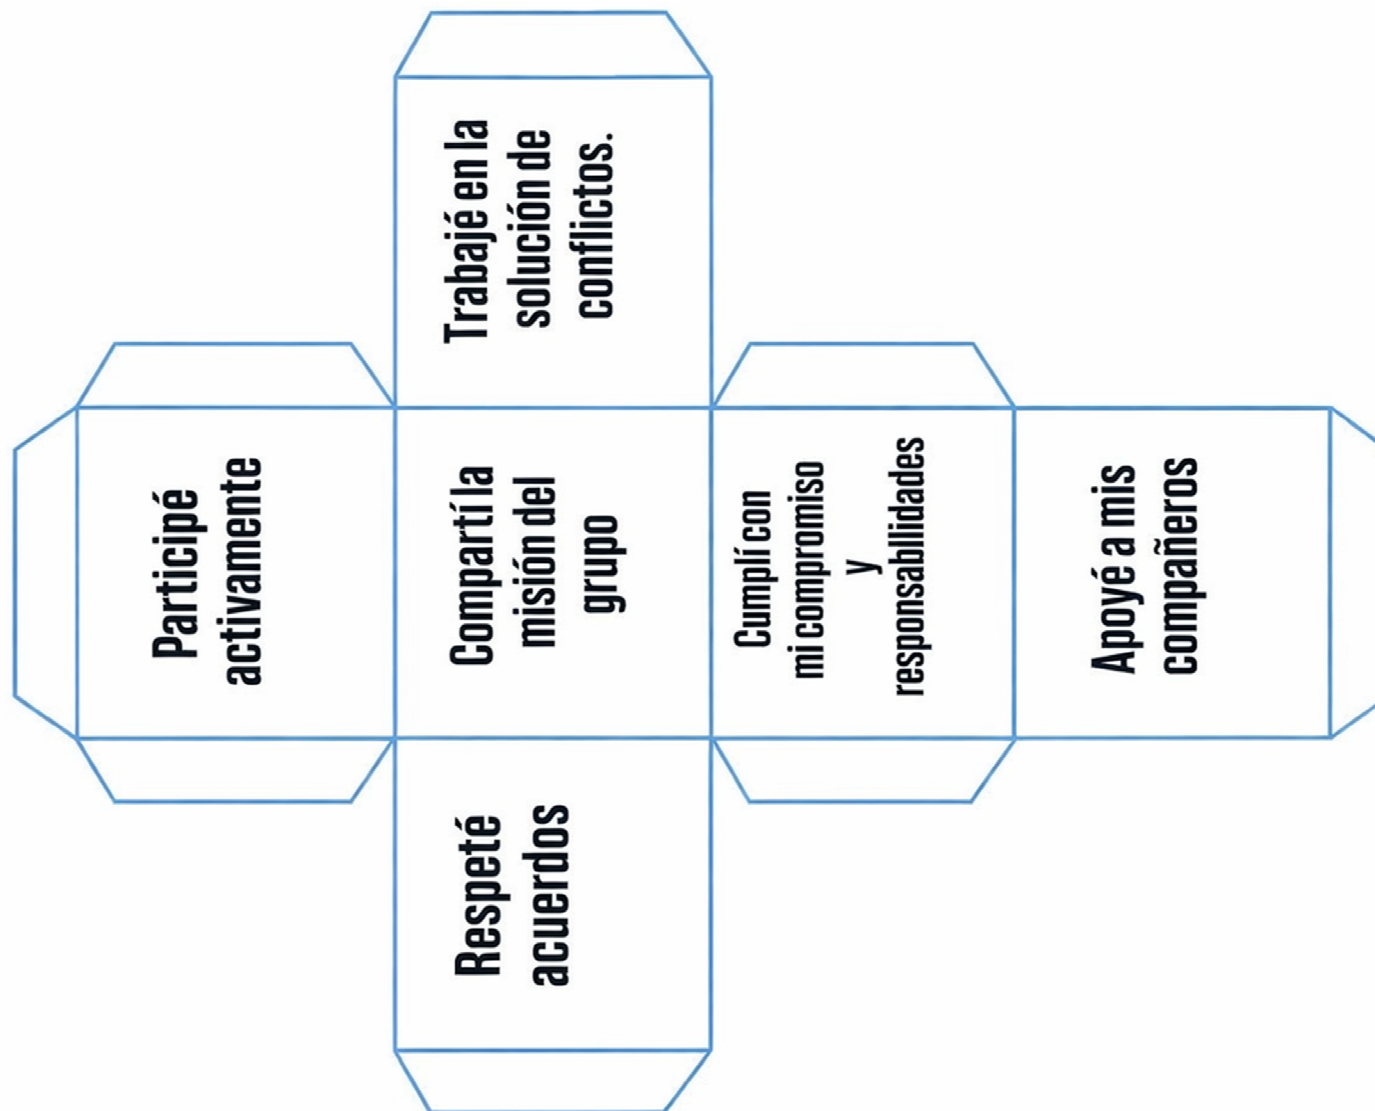 Trabajé en la
solución de
conflictos.
Participé
activamente
Compartí la
misión del
grupo
Cumplí con
mi compromiso
y
responsabilidades
Apoyé a mis
compañeros
Respeté
acuerdos